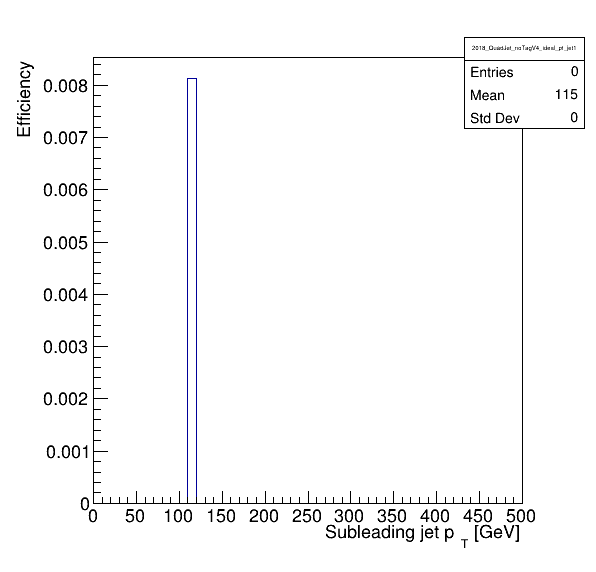 2018_QuadJet_noTagV4_ideal_pt_jet1
Entries 0
Mean 115
Std Dev 0
Efficiency
0.008
0.007
0.006
0.005
0.004
0.003
0.002
0.001
0
0 50 100 150 200 250 300 350 400 450 500
Subleading jet p T [GeV]